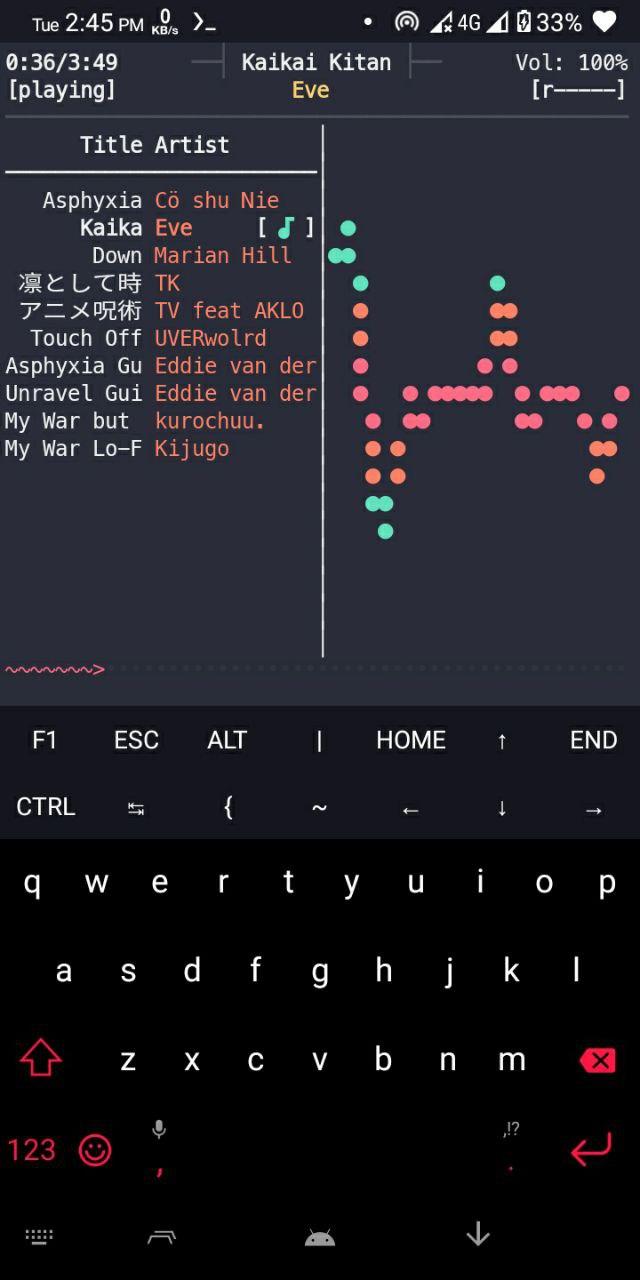 Tue 2:45 PM 0 KB/s >_ 4G 33%
0:36/3:49 Kaikai Kitan Vol: 100%
[playing] Eve [r-----]
Title Artist
Asphyxia Cö shu Nie
Kaika Eve [ ♪ ]
Down Marian Hill
凛として時 TK
アニメ呪術 TV feat AKLO
Touch Off UVERwolrd
Asphyxia Gu Eddie van der
Unravel Gui Eddie van der
My War but kurochuu.
My War Lo-F Kijugo
~~~~~~~>
F1 ESC ALT | HOME ↑ END
CTRL ↹ { ~ ← ↓ →
q w e r t y u i o p
a s d f g h j k l
z x c v b n m
,!?
123 , .